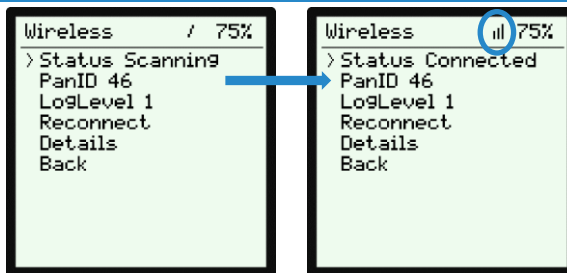 Wireless / 75%
>Status Scanning
PanID 46
LogLevel 1
Reconnect
Details
Back
Wireless 75%
>Status Connected
PanID 46
LogLevel 1
Reconnect
Details
Back